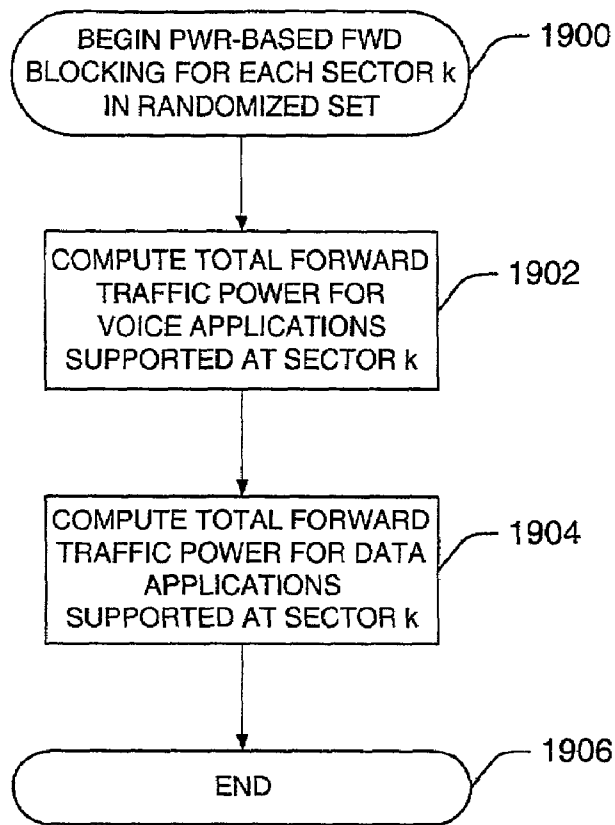 BEGIN PWR-BASED FWD
BLOCKING FOR EACH SECTOR k
IN RANDOMIZED SET
1900
COMPUTE TOTAL FORWARD
TRAFFIC POWER FOR
VOICE APPLICATIONS
SUPPORTED AT SECTOR k
1902
COMPUTE TOTAL FORWARD
TRAFFIC POWER FOR DATA
APPLICATIONS
SUPPORTED AT SECTOR k
1904
END
1906